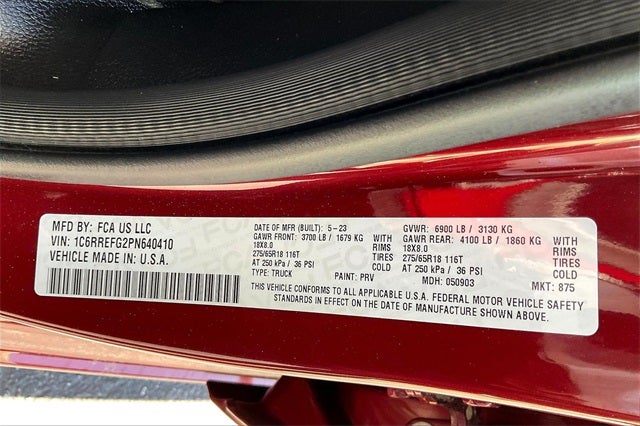 MFD BY: FCA US LLC
VIN: 1C6RREFG2PN640410
VEHICLE MADE IN U.S.A.
DATE OF MFR (BUILT): 5-23
GAWR FRONT: 3700 LB / 1679 KG WITH
18X8.0 RIMS
275/65R18 116T TIRES
AT 250 kPa / 36 PSI COLD
TYPE: TRUCK PAINT: PRV
GVWR: 6900 LB / 3130 KG
GAWR REAR: 4100 LB / 1860 KG WITH
18X8.0 RIMS
275/65R18 116T TIRES
AT 250 kPa / 36 PSI COLD
MDH: 050903 MKT: 875
THIS VEHICLE CONFORMS TO ALL APPLICABLE U.S.A. FEDERAL MOTOR VEHICLE SAFETY
STANDARDS IN EFFECT ON THE DATE OF MANUFACTURE SHOWN ABOVE.